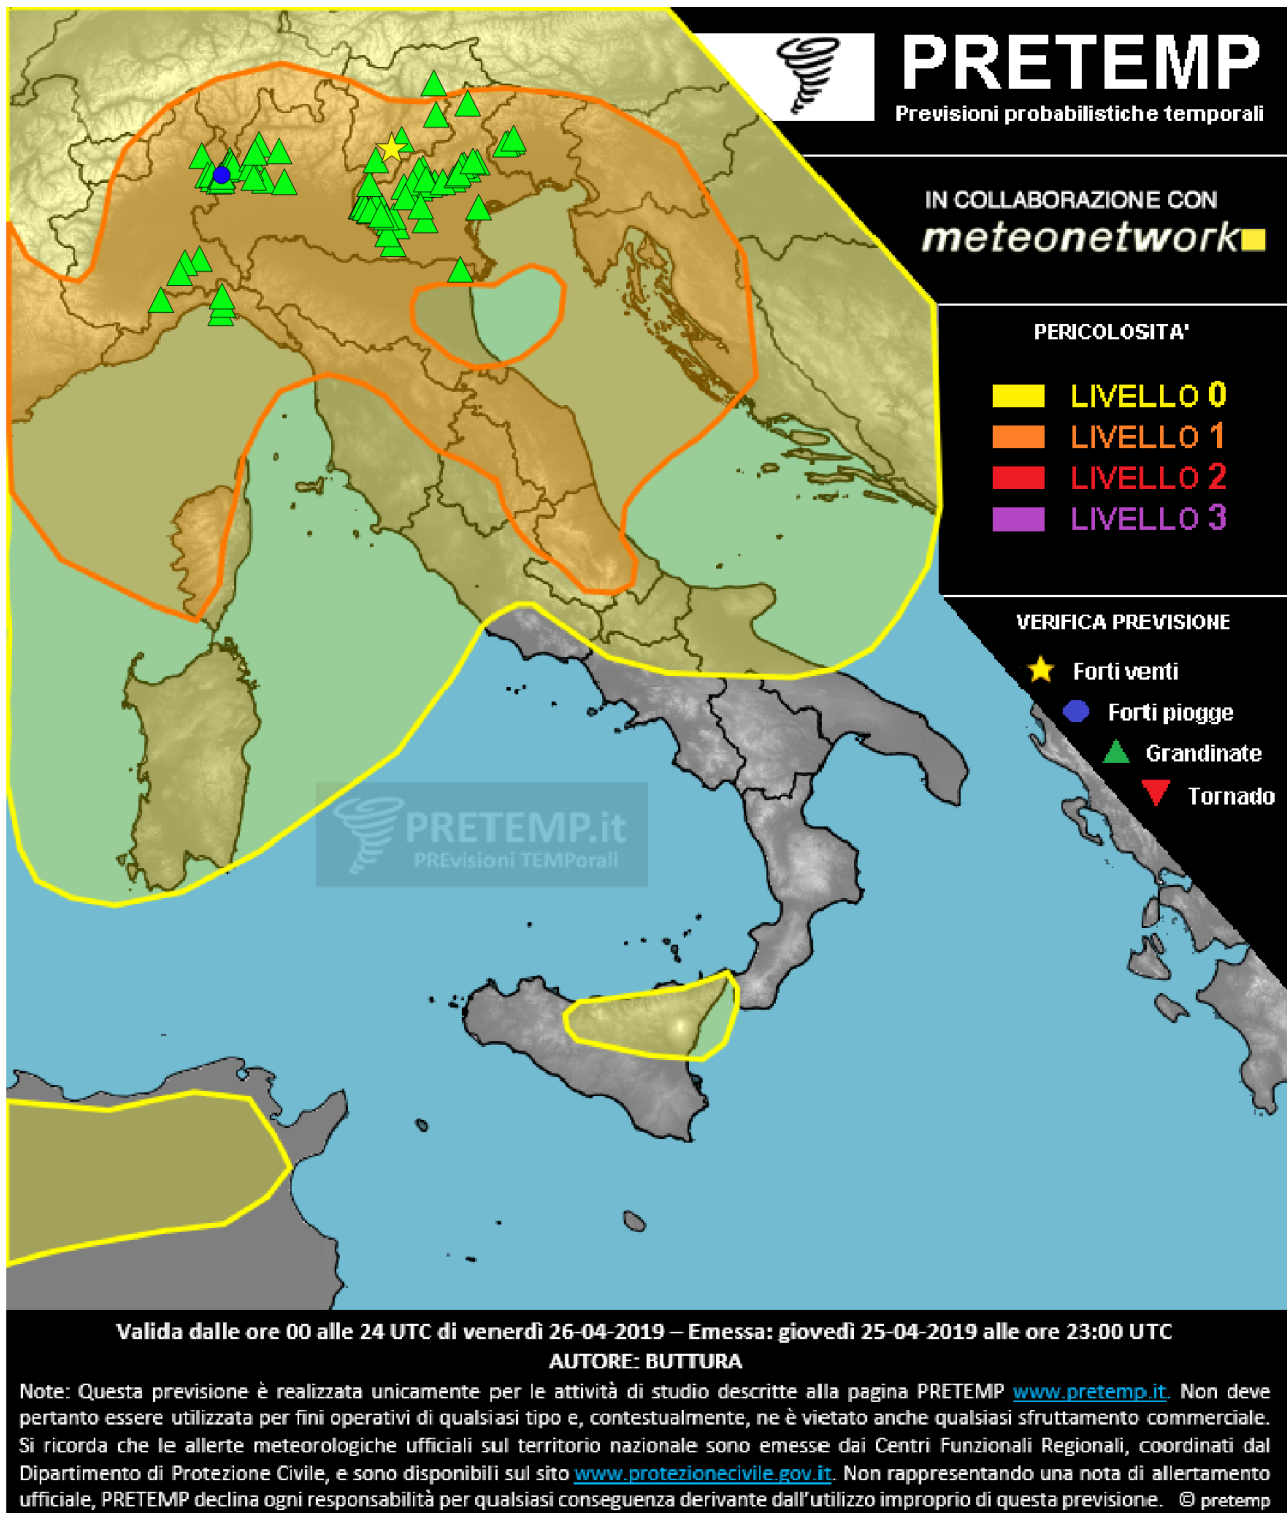 PRETEMP
Previsioni probabilistiche temporali
IN COLLABORAZIONE CON
meteonetwork
PERICOLOSITA'
LIVELLO 0
LIVELLO 1
LIVELLO 2
LIVELLO 3
VERIFICA PREVISIONE
Forti venti
Forti piogge
Grandinate
Tornado
PRETEMP.it
PREvisioni TEMPorali
Valida dalle ore 00 alle 24 UTC di venerdì 26-04-2019 – Emessa: giovedì 25-04-2019 alle ore 23:00 UTC
AUTORE: BUTTURA
Note: Questa previsione è realizzata unicamente per le attività di studio descritte alla pagina PRETEMP www.pretemp.it. Non deve
pertanto essere utilizzata per fini operativi di qualsiasi tipo e, contestualmente, ne è vietato anche qualsiasi sfruttamento commerciale.
Si ricorda che le allerte meteorologiche ufficiali sul territorio nazionale sono emesse dai Centri Funzionali Regionali, coordinati dal
Dipartimento di Protezione Civile, e sono disponibili sul sito www.protezionecivile.gov.it. Non rappresentando una nota di allertamento
ufficiale, PRETEMP declina ogni responsabilità per qualsiasi conseguenza derivante dall'utilizzo improprio di questa previsione. © pretemp